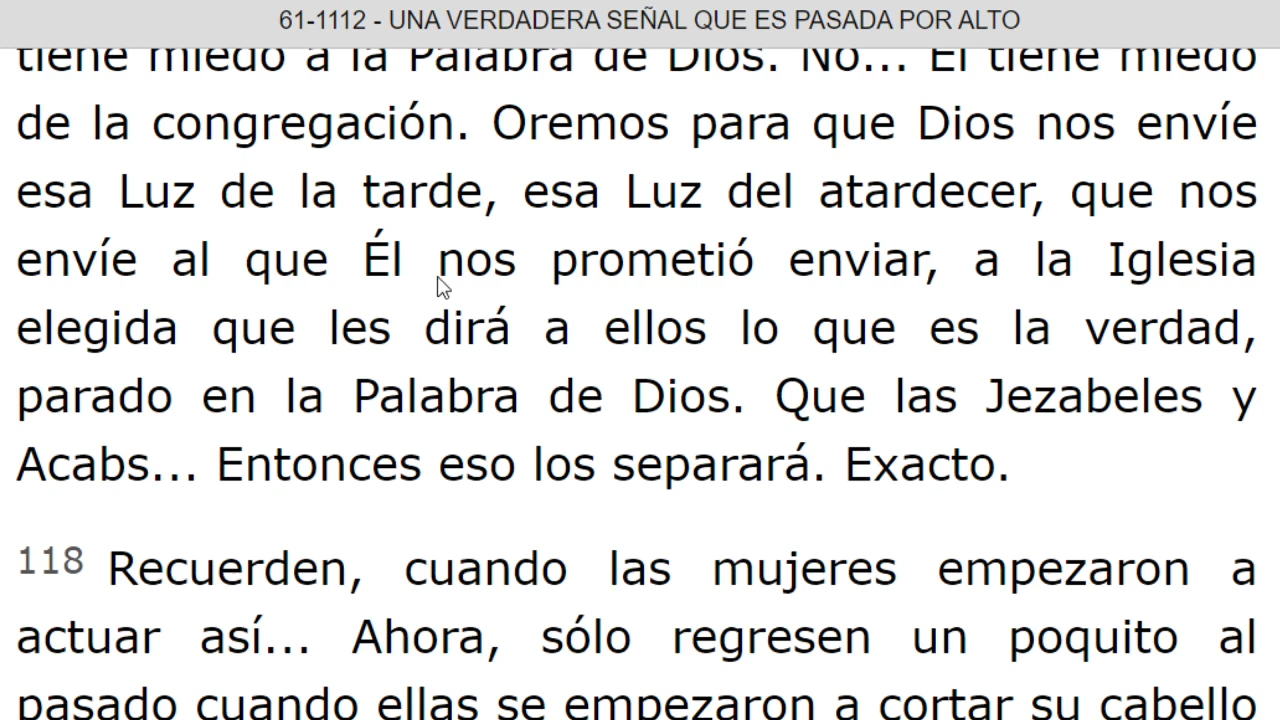 61-1112 - UNA VERDADERA SEÑAL QUE ES PASADA POR ALTO
tiene miedo a la Palabra de Dios. No... Él tiene miedo
de la congregación. Oremos para que Dios nos envíe
esa Luz de la tarde, esa Luz del atardecer, que nos
envíe al que Él nos prometió enviar, a la Iglesia
elegida que les dirá a ellos lo que es la verdad,
parado en la Palabra de Dios. Que las Jezabeles y
Acabs... Entonces eso los separará. Exacto.
118 Recuerden, cuando las mujeres empezaron a
actuar así... Ahora, sólo regresen un poquito al
pasado cuando ellas se empezaron a cortar su cabello